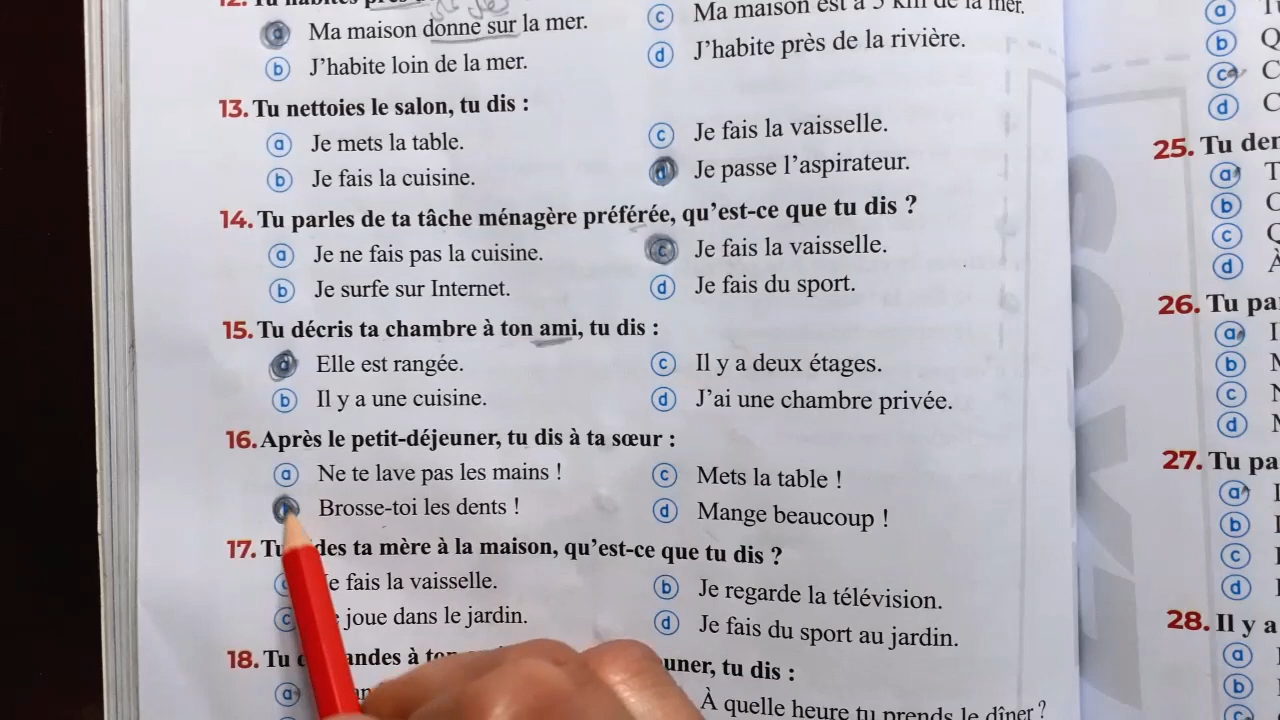 12. Tu habites près
a Ma maison donne sur la mer.
c Ma maison est à 5 km de la mer.
b J'habite loin de la mer.
d J'habite près de la rivière.
13. Tu nettoies le salon, tu dis :
a Je mets la table.
c Je fais la vaisselle.
b Je fais la cuisine.
d Je passe l'aspirateur.
14. Tu parles de ta tâche ménagère préférée, qu'est-ce que tu dis ?
a Je ne fais pas la cuisine.
c Je fais la vaisselle.
b Je surfe sur Internet.
d Je fais du sport.
15. Tu décris ta chambre à ton ami, tu dis :
a Elle est rangée.
c Il y a deux étages.
b Il y a une cuisine.
d J'ai une chambre privée.
16. Après le petit-déjeuner, tu dis à ta sœur :
a Ne te lave pas les mains !
c Mets la table !
b Brosse-toi les dents !
d Mange beaucoup !
17. Tu des ta mère à la maison, qu'est-ce que tu dis ?
e fais la vaisselle.
b Je regarde la télévision.
c joue dans le jardin.
d Je fais du sport au jardin.
18. Tu andes à uner, tu dis :
a
À quelle heure tu prends le dîner ?
a
b
c
d
25. Tu der
a
b
c
d À
26. Tu pa
a
b
c
d
27. Tu pa
a
b
c
d
28. Il y a
a
b
c